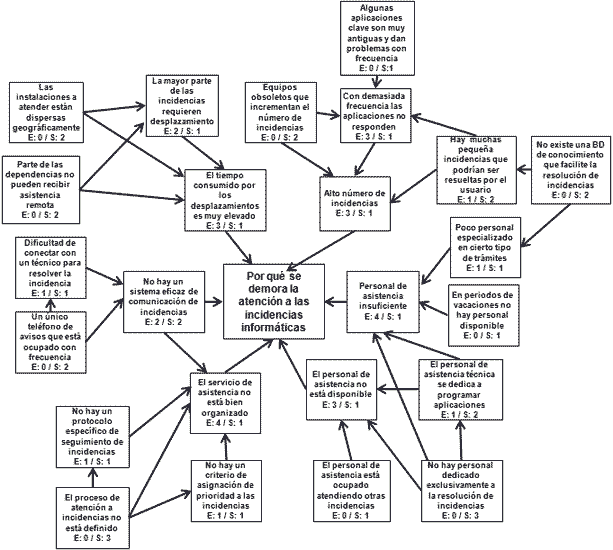 Algunas
aplicaciones
clave son muy
antiguas y dan
problemas con
frecuencia
E: 0 / S:1
Las
instalaciones a
atender están
dispersas
geográficamente
E: 0 / S: 2
La mayor parte
de las
incidencias
requieren
desplazamiento
E: 2 / S: 1
Equipos
obsoletos que
incrementan el
número de
incidencias
E: 0 / S: 2
Con demasiada
frecuencia las
aplicaciones no
responden
E: 3 / S: 1
Hay muchas
pequeña
incidencias que
podrían ser
resueltas por el
usuario
E: 1 / S: 2
No existe una BD
de conocimiento
que facilite la
resolución de
incidencias
E: 0 / S: 2
Parte de las
dependencias no
pueden recibir
asistencia
remota
E: 0 / S: 2
El tiempo
consumido por
los
desplazamientos
es muy elevado
E: 3 / S: 1
Alto número de
incidencias
E: 3 / S: 1
Poco personal
especializado
en cierto tipo
de trámites
E: 1 / S: 1
Dificultad de
conectar con
un técnico para
resolver la
incidencia
E: 1 / S: 1
No hay un
sistema eficaz de
comunicación de
incidencias
E: 2 / S: 2
Por qué se
demora la
atención a las
incidencias
informáticas
Personal de
asistencia
insuficiente
E: 4 / S: 1
En periodos de
vacaciones no
hay personal
disponible
E: 0 / S: 1
Un único
teléfono de
avisos que está
ocupado con
frecuencia
E: 0 / S: 2
El servicio de
asistencia no
está bien
organizado
E: 4 / S: 1
El personal de
asistencia no
está disponible
E: 3 / S: 1
El personal de
asistencia técnica
se dedica a
programar
aplicaciones
E: 1 / S: 2
No hay un
protocolo
específico de
seguimiento de
incidencias
E: 1 / S: 1
No hay un
criterio de
asignación de
prioridad a las
incidencias
E: 1 / S: 1
El personal de
asistencia está
ocupado
atendiendo otras
incidencias
E: 0 / S: 1
No hay personal
dedicado
exclusivamente a
la resolución de
incidencias
E: 0 / S: 3
El proceso de
atención a
incidencias no
está definido
E: 0 / S: 3